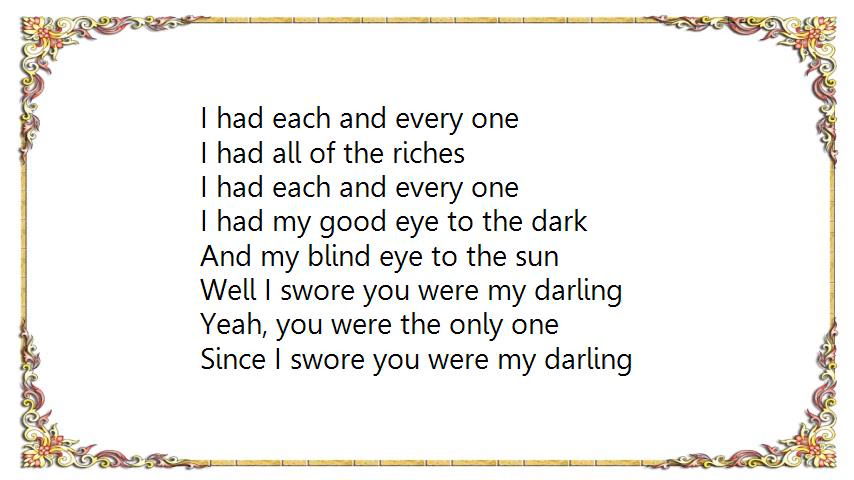 I had each and every one
I had all of the riches
I had each and every one
I had my good eye to the dark
And my blind eye to the sun
Well I swore you were my darling
Yeah, you were the only one
Since I swore you were my darling